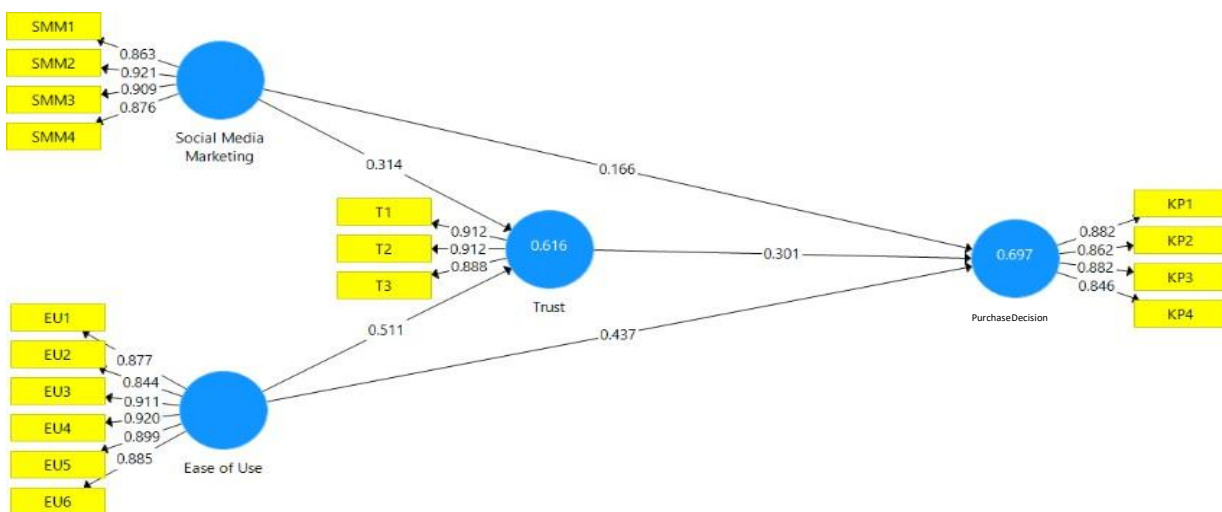 SMM1
SMM2
SMM3
SMM4
0.863
0.921
0.909
0.876
Social Media
Marketing
0.314
0.166
T1
T2
T3
0.912
0.912
0.888
0.616
Trust
0.301
0.697
PurchaseDecision
0.882
0.862
0.882
0.846
KP1
KP2
KP3
KP4
0.511
0.437
EU1
EU2
EU3
EU4
EU5
EU6
0.877
0.844
0.911
0.920
0.899
0.885
Ease of Use